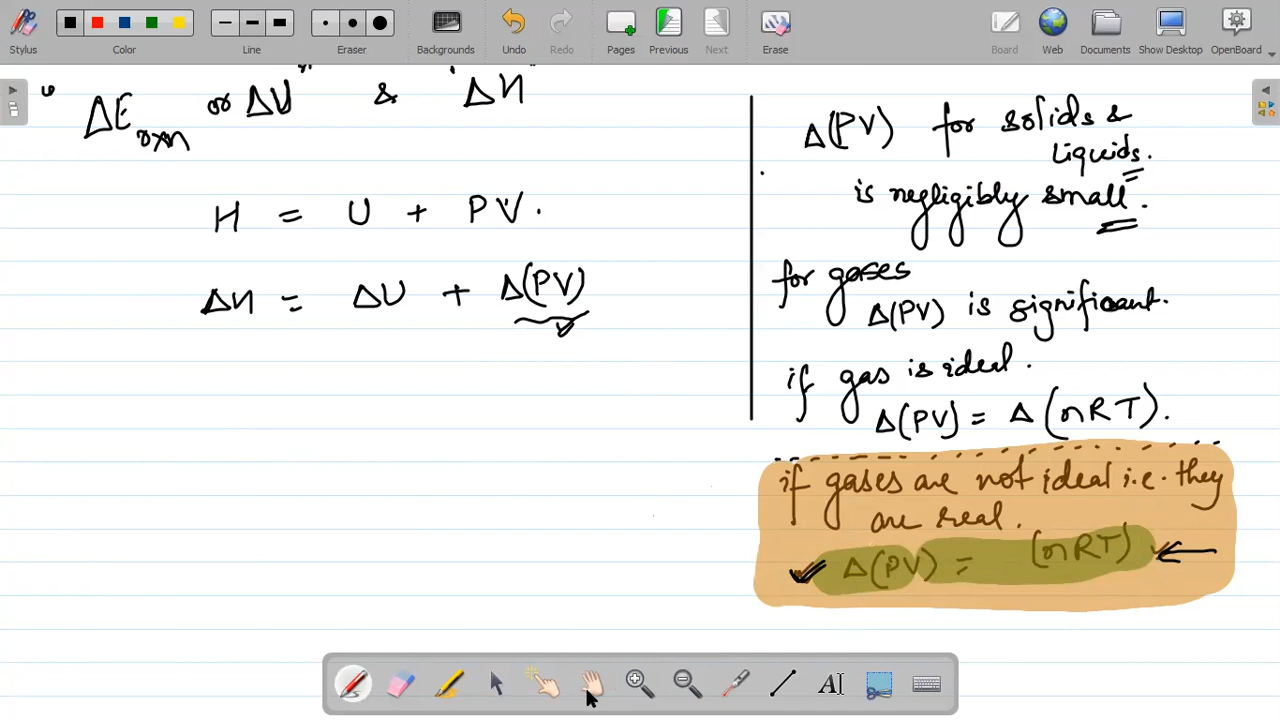 Stylus
Color
Line
Eraser
Backgrounds
Undo
Redo
Pages
Previous
Next
Erase
Board
Web
Documents
Show Desktop
OpenBoard
" ΔE rxn or ΔU" & "ΔH"
H = U + PV.
ΔH = ΔU + Δ(PV)
Δ(PV) for solids &
Liquids.
is negligibly small.
for gases
Δ(PV) is significant.
if gas is ideal.
Δ(PV) = Δ(nRT).
if gases are not ideal i.e. they
are real.
Δ(PV) = (nRT)
AI